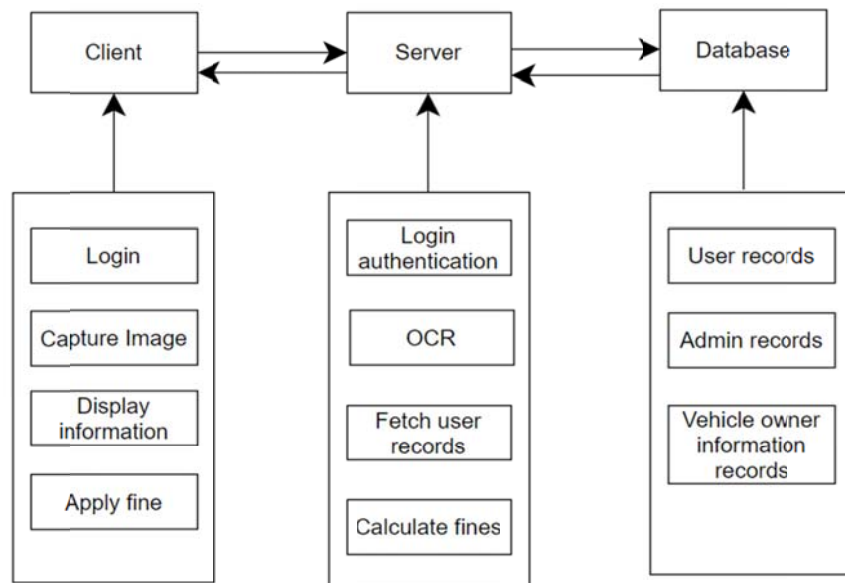 Client
Server
Database
Login
Capture Image
Display
information
Apply fine
Login
authentication
OCR
Fetch user
records
Calculate fines
User records
Admin records
Vehicle owner
information
records